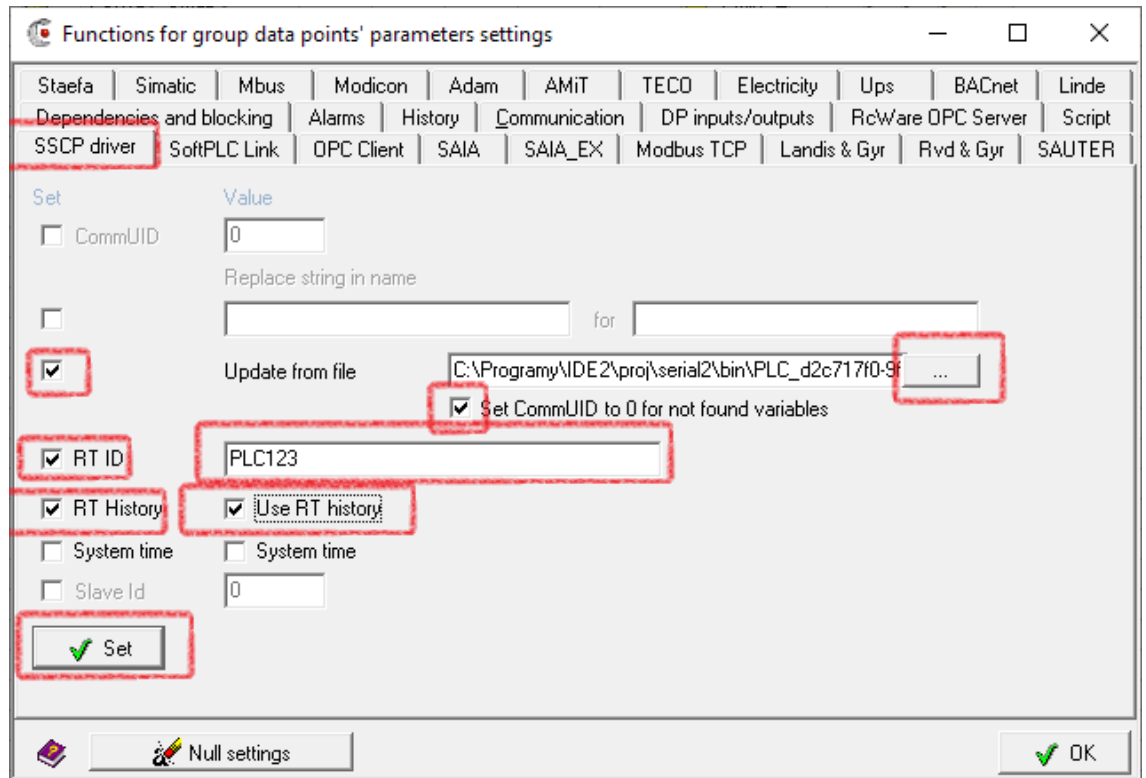 Functions for group data points' parameters settings
Staefa Simatic Mbus Modicon Adam AMiT TECO Electricity Ups BACnet Linde
Dependencies and blocking Alarms History Communication DP inputs/outputs RcWare OPC Server Script
SSCP driver SoftPLC Link OPC Client SAIA SAIA_EX Modbus TCP Landis & Gyr Rvd & Gyr SAUTER
Set Value
CommUID 0
Replace string in name
for
Update from file C:\Programy\IDE2\proj\serial2\bin\PLC_d2c717f0-9f ...
Set CommUID to 0 for not found variables
RT ID PLC123
RT History Use RT history
System time System time
Slave Id 0
Set
Null settings OK